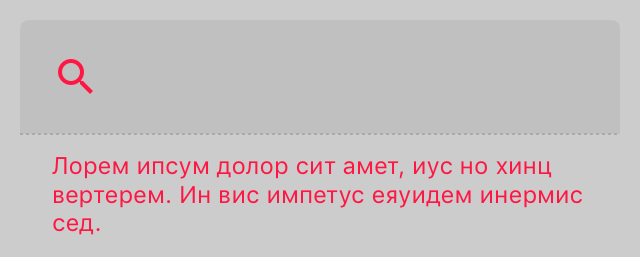 Лорем ипсум долор сит амет, иус но хинц
вертерем. Ин вис импетус еяуидем инермис
сед.